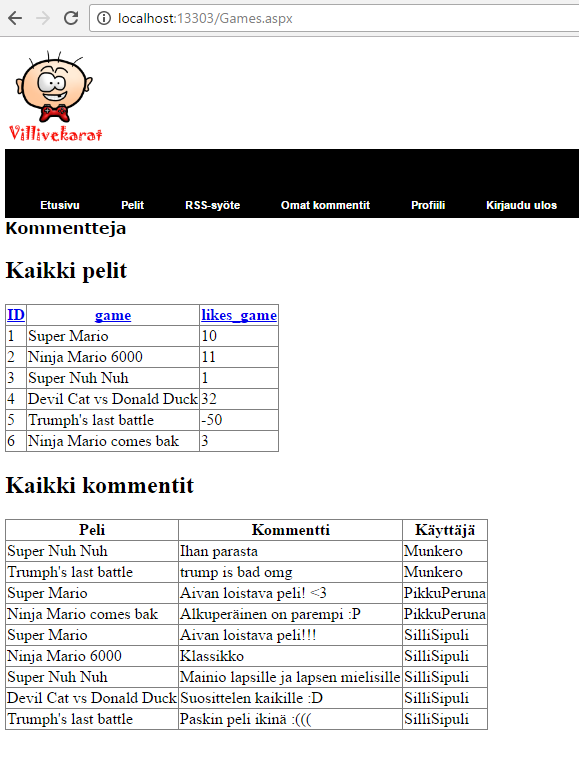 localhost:13303/Games.aspx
Villivekarat
Etusivu Pelit RSS-syöte Omat kommentit Profiili Kirjaudu ulos
Kommentteja
Kaikki pelit
ID game likes_game
1 Super Mario 10
2 Ninja Mario 6000 11
3 Super Nuh Nuh 1
4 Devil Cat vs Donald Duck 32
5 Trumph's last battle -50
6 Ninja Mario comes bak 3
Kaikki kommentit
Peli Kommentti Käyttäjä
Super Nuh Nuh Ihan parasta Munkero
Trumph's last battle trump is bad omg Munkero
Super Mario Aivan loistava peli! <3 PikkuPeruna
Ninja Mario comes bak Alkuperäinen on parempi :P PikkuPeruna
Super Mario Aivan loistava peli!!! SilliSipuli
Ninja Mario 6000 Klassikko SilliSipuli
Super Nuh Nuh Mainio lapsille ja lapsen mielisille SilliSipuli
Devil Cat vs Donald Duck Suosittelen kaikille :D SilliSipuli
Trumph's last battle Paskin peli ikinä :((( SilliSipuli